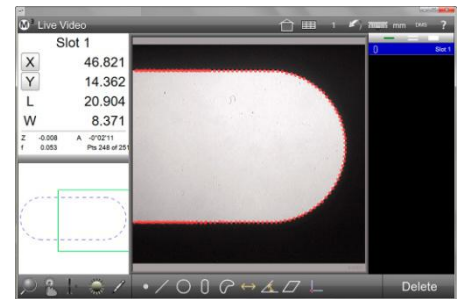 M Live Video
1 mm DMS ?
Slot 1
X 46.821
Y 14.362
L 20.904
W 8.371
Z -0.008 A -0°02'11
f 0.053 Pts 248 of 251
Slot 1
Delete